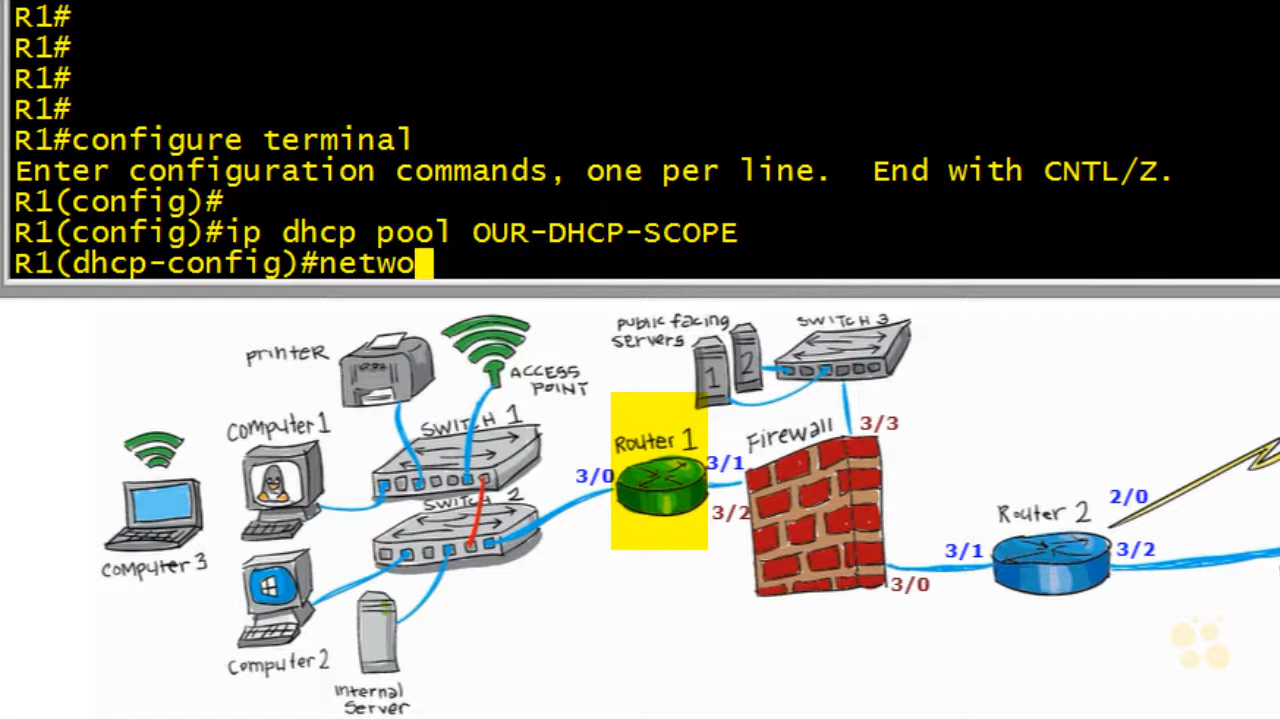 R1#
R1#
R1#
R1#
R1#configure terminal
Enter configuration commands, one per line.  End with CNTL/Z.
R1(config)#
R1(config)#ip dhcp pool OUR-DHCP-SCOPE
R1(dhcp-config)#netwo
printer
ACCESS
POINT
public facing
servers
1
2
SWITCH 3
computer 1
SWITCH 1
Router 1
Firewall
3/3
3/0
3/1
3/2
SWITCH 2
computer 3
Router 2
2/0
3/1
3/2
3/0
computer 2
internal
server